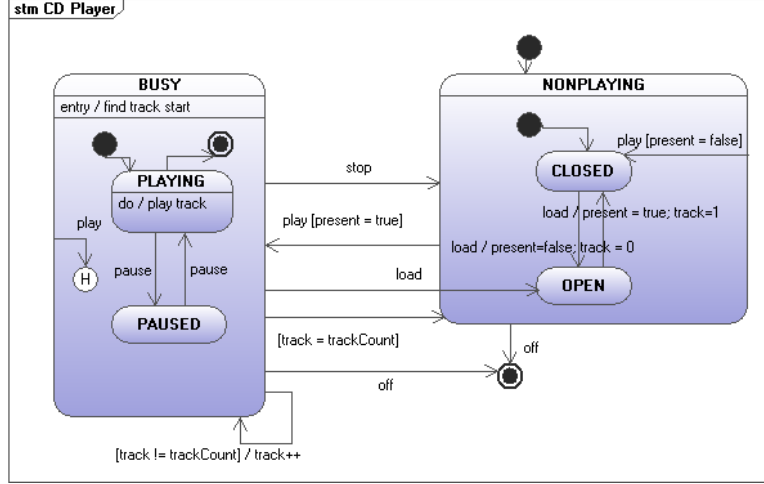 stm CD Player
BUSY
entry / find track start
PLAYING
do / play track
play
H
pause
pause
PAUSED
stop
play [present = true]
load
[track = trackCount]
off
[track != trackCount] / track++
NONPLAYING
play [present = false]
CLOSED
load / present = true; track=1
load / present=false; track = 0
OPEN
off